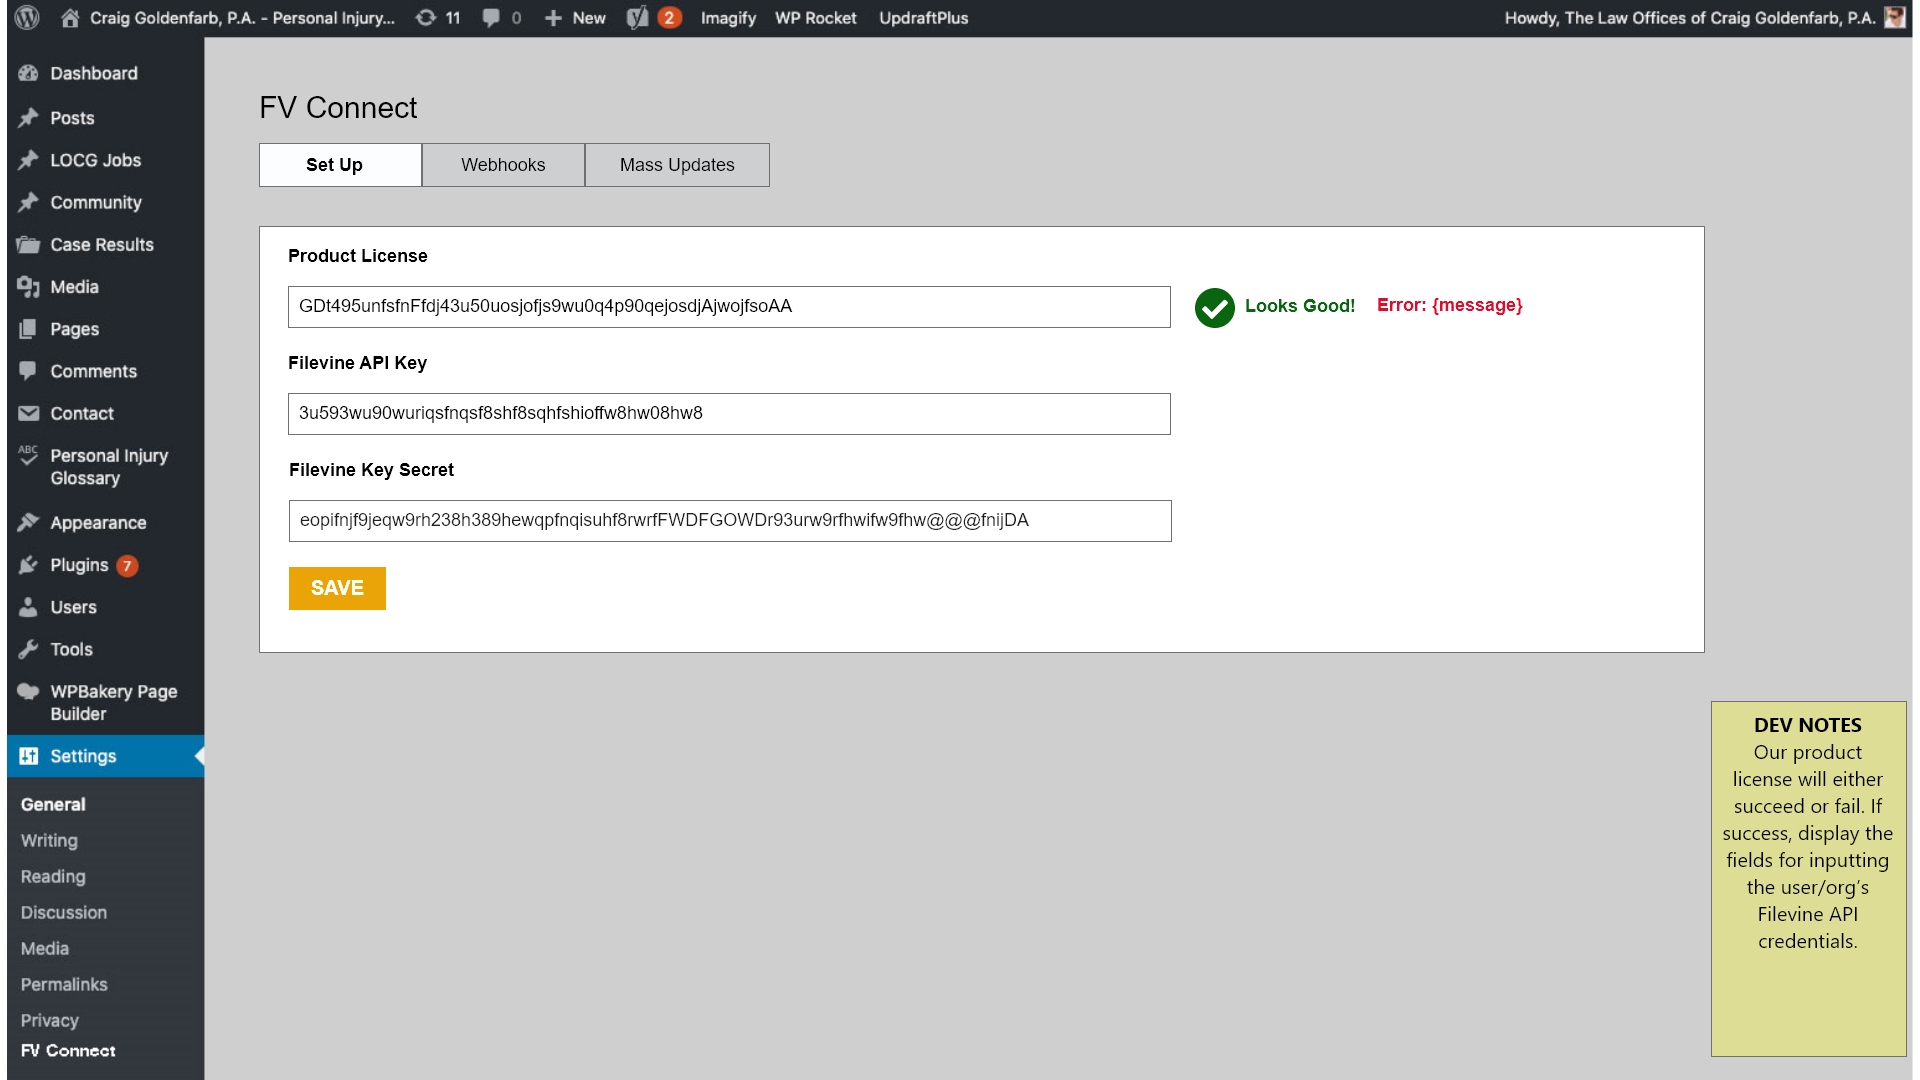 Craig Goldenfarb, P.A. - Personal Injury... 11 0 New 2 Imagify WP Rocket UpdraftPlus Howdy, The Law Offices of Craig Goldenfarb, P.A.
Dashboard
Posts
LOCG Jobs
Community
Case Results
Media
Pages
Comments
Contact
ABC Personal Injury
Glossary
Appearance
Plugins 7
Users
Tools
WPBakery Page
Builder
Settings
General
Writing
Reading
Discussion
Media
Permalinks
Privacy
FV Connect
FV Connect
Set Up Webhooks Mass Updates
Product License
GDt495unfsfnFfdj43u50uosjofjs9wu0q4p90qejosdjAjwojfsoAA Looks Good! Error: {message}
Filevine API Key
3u593wu90wuriqsfnqsf8shf8sqhfshioffw8hw08hw8
Filevine Key Secret
eopifnjf9jeqw9rh238h389hewqpfnqisuhf8rwrfFWDFGOWDr93urw9rfhwifw9fhw@@@fnijDA
SAVE
DEV NOTES
Our product
license will either
succeed or fail. If
success, display the
fields for inputting
the user/org's
Filevine API
credentials.